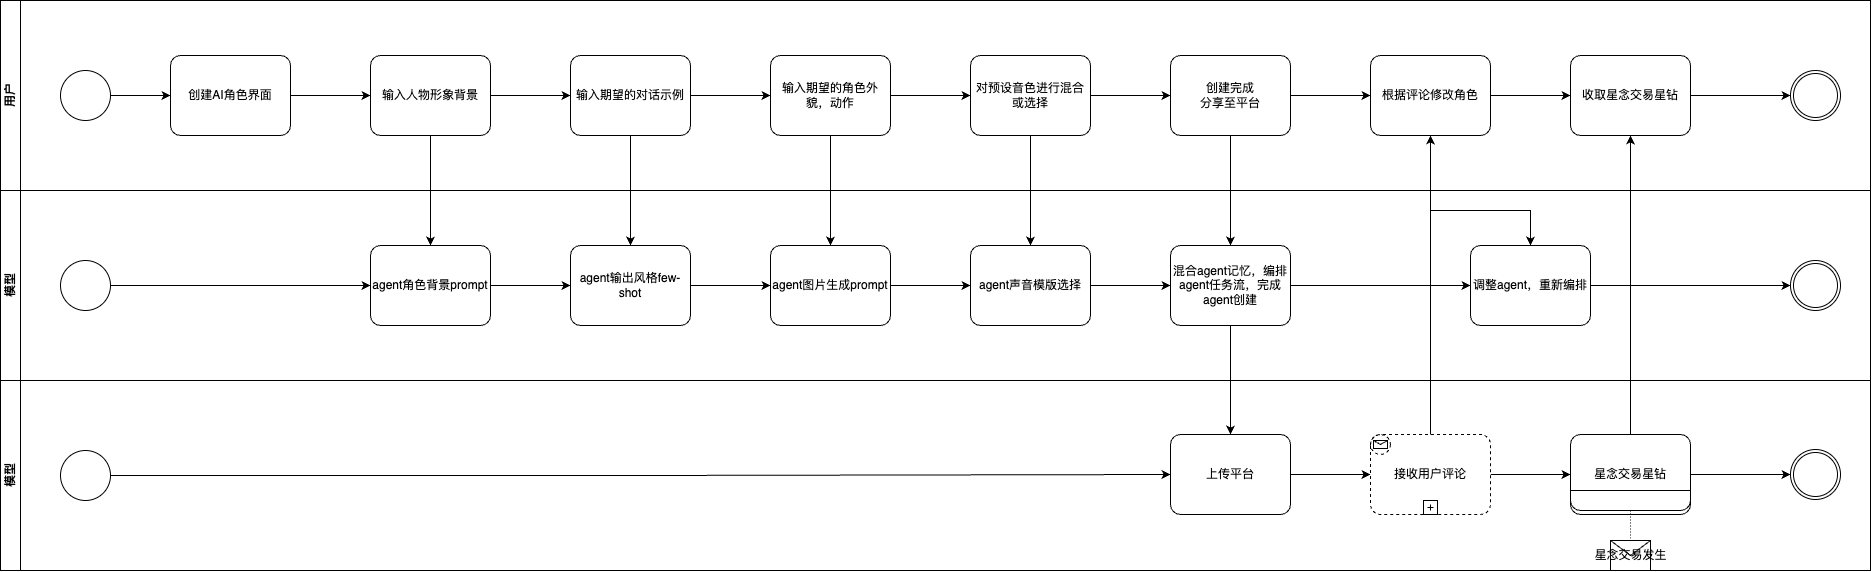 用户
创建AI角色界面
输入人物形象背景
输入期望的对话示例
输入期望的角色外
貌，动作
对预设音色进行混合
或选择
创建完成
分享至平台
根据评论修改角色
收取星念交易星钻
模型
agent角色背景prompt
agent输出风格few-
shot
agent图片生成prompt
agent声音模版选择
混合agent记忆，编排
agent任务流，完成
agent创建
调整agent，重新编排
模型
上传平台
接收用户评论
星念交易星钻
星念交易发生